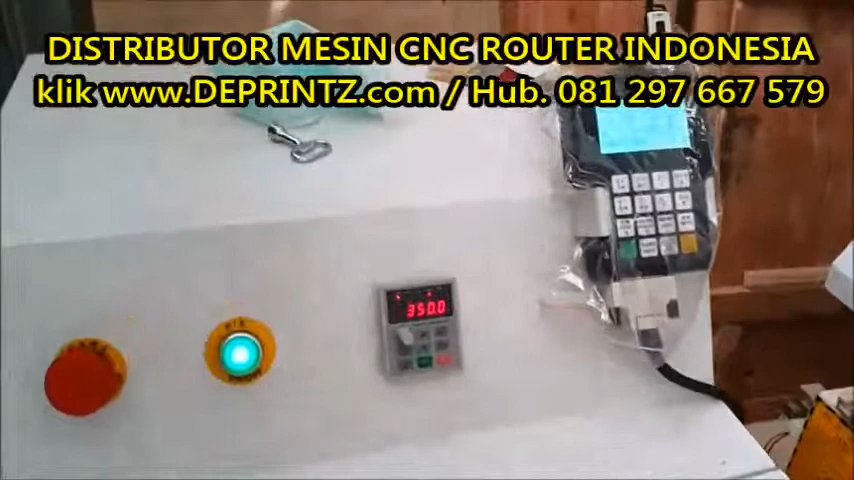 DISTRIBUTOR MESIN CNC ROUTER INDONESIA
klik www.DEPRINTZ.com / Hub. 081 297 667 579
350.0